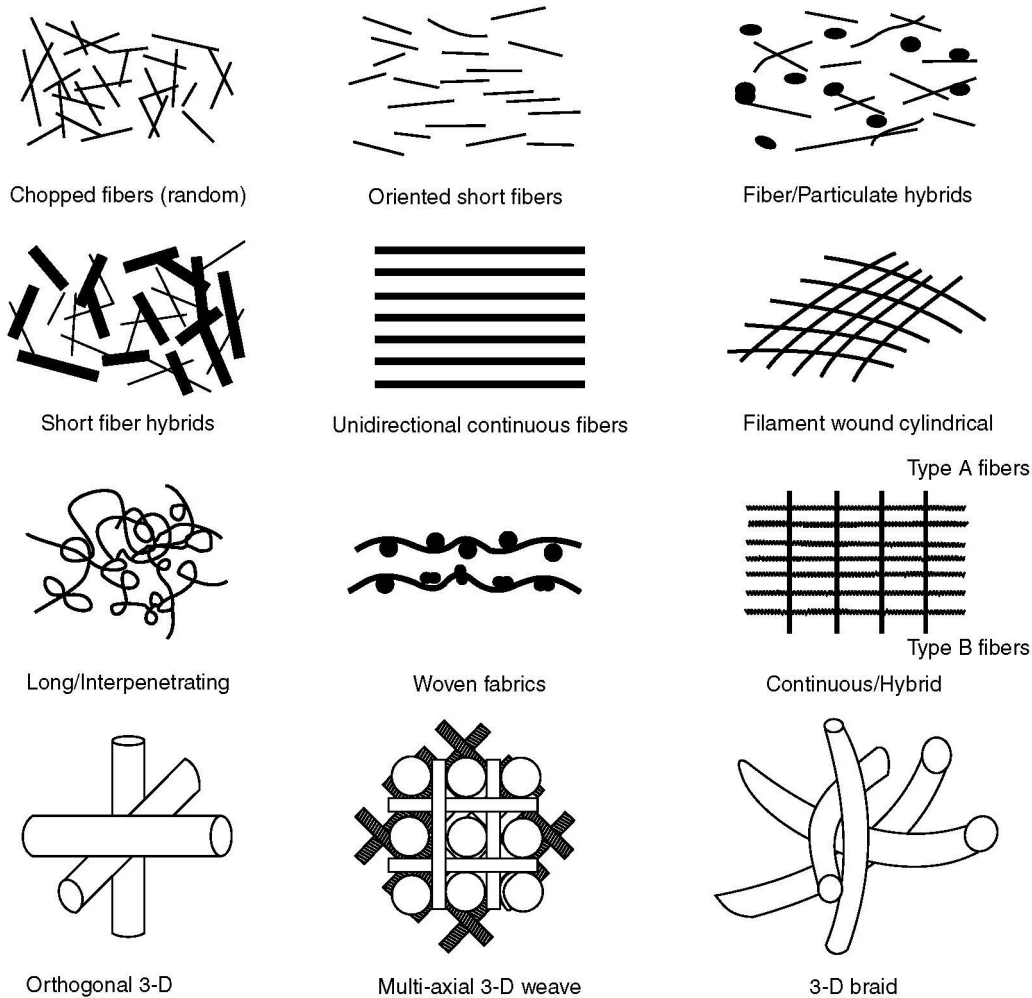 Chopped fibers (random)
Oriented short fibers
Fiber/Particulate hybrids
Short fiber hybrids
Unidirectional continuous fibers
Filament wound cylindrical
Type A fibers
Type B fibers
Long/Interpenetrating
Woven fabrics
Continuous/Hybrid
Orthogonal 3-D
Multi-axial 3-D weave
3-D braid